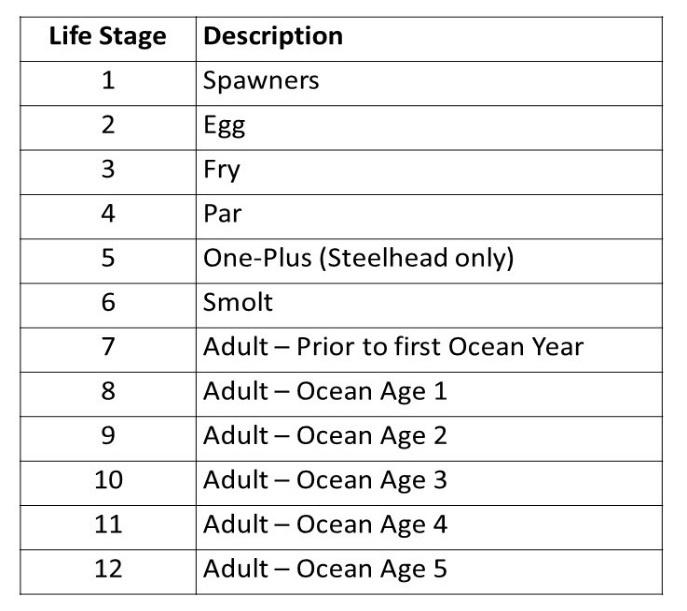 Life Stage Description
1 Spawners
2 Egg
3 Fry
4 Par
5 One-Plus (Steelhead only)
6 Smolt
7 Adult – Prior to first Ocean Year
8 Adult – Ocean Age 1
9 Adult – Ocean Age 2
10 Adult – Ocean Age 3
11 Adult – Ocean Age 4
12 Adult – Ocean Age 5